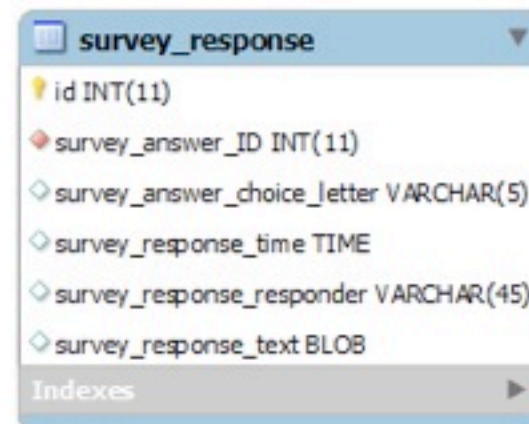 survey_response
id INT(11)
survey_answer_ID INT(11)
survey_answer_choice_letter VARCHAR(5)
survey_response_time TIME
survey_response_responder VARCHAR(45)
survey_response_text BLOB
Indexes